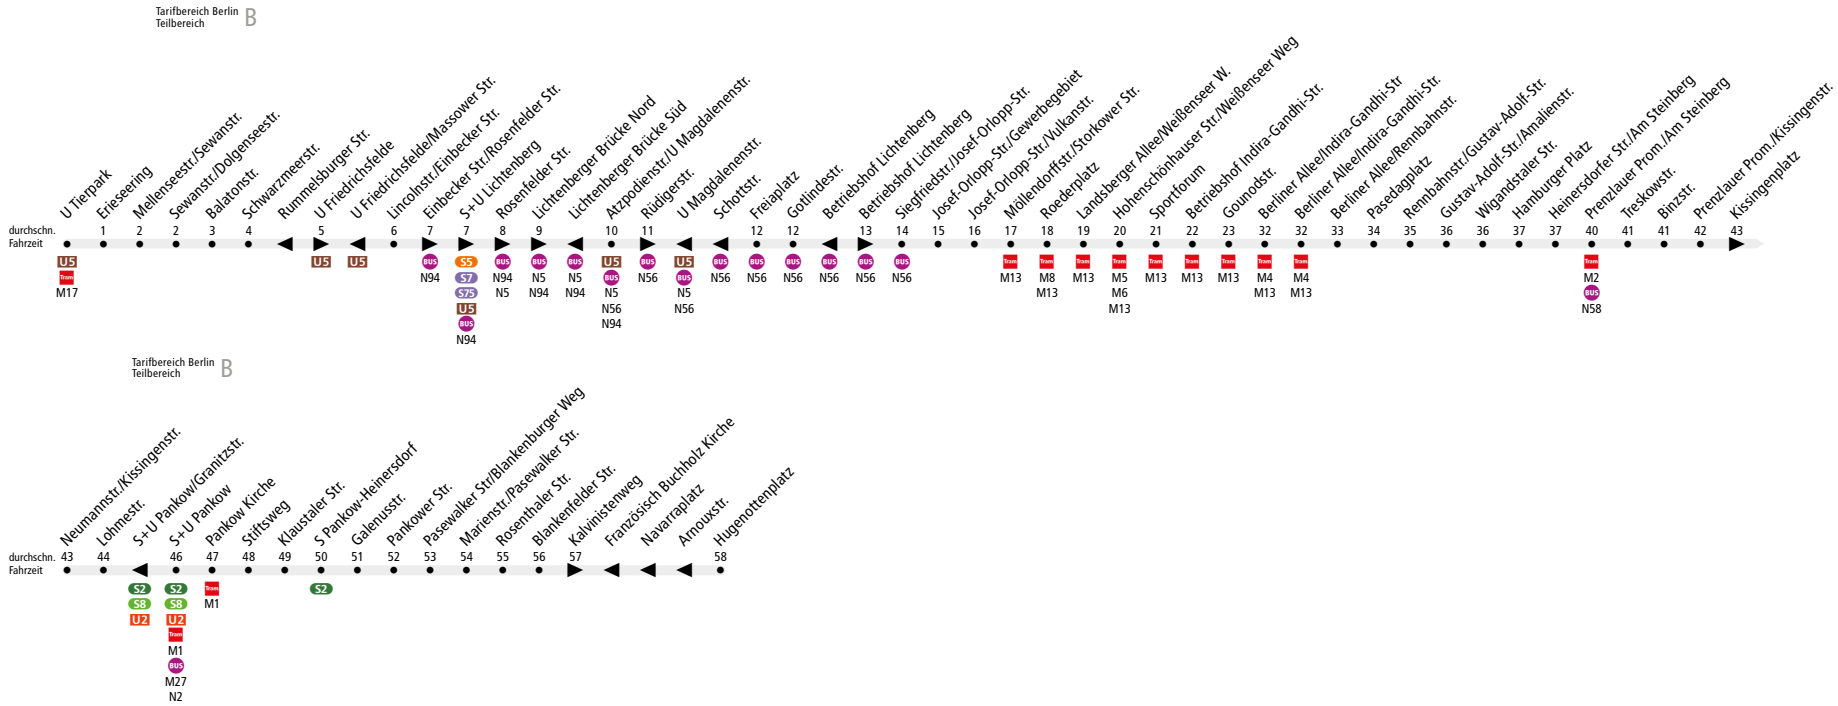 Tarifbereich Berlin
Teilbereich
B
U Tierpark
Erieseering
Mellenseestr./Sewanstr.
Sewanstr./Dolgenseestr.
Balatonstr.
Schwarzmeerstr.
Rummelsburger Str.
U Friedrichsfelde
U Friedrichsfelde/Massower Str.
Lincolnstr./Einbecker Str.
Einbecker Str./Rosenfelder Str.
S+U Lichtenberg
Rosenfelder Str.
Lichtenberger Brücke Nord
Lichtenberger Brücke Süd
Atzpodienstr./U Magdalenenstr.
Rüdigerstr.
U Magdalenenstr.
Schottstr.
Freiaplatz
Gotlindestr.
Betriebshof Lichtenberg
Betriebshof Lichtenberg
Siegfriedstr./Josef-Orlopp-Str.
Josef-Orlopp-Str./Gewerbegebiet
Josef-Orlopp-Str./Vulkanstr.
Möllendorffstr./Storkower Str.
Roederplatz
Landsberger Allee/Weißenseer W.
Hohenschönhauser Str./Weißenseer Weg
Sportforum
Betriebshof Indira-Gandhi-Str.
Gounodstr.
Berliner Allee/Indira-Gandhi-Str
Berliner Allee/Indira-Gandhi-Str.
Berliner Allee/Rennbahnstr.
Pasedagplatz
Rennbahnstr./Gustav-Adolf-Str.
Gustav-Adolf-Str./Amalienstr.
Wigandstaler Str.
Hamburger Platz
Heinersdorfer Str./Am Steinberg
Prenzlauer Prom./Am Steinberg
Treskowstr.
Binzstr.
Prenzlauer Prom./Kissingenstr.
Kissingenplatz
durchschn. 1 2 2 3 4 5 6 7 7 8 9 10 11 12 12 13 14 15 16 17 18 19 20 21 22 23 32 32 33 34 35 36 36 37 37 40 41 41 42 43
Fahrzeit
U5 U5 U5 BUS S5 BUS BUS BUS U5 BUS U5 BUS BUS BUS BUS BUS BUS Tram Tram Tram Tram Tram Tram Tram Tram Tram Tram
Tram N94 S7 N94 N5 N5 BUS N56 BUS N56 N56 N56 N56 N56 N56 M13 M8 M13 M5 M13 M13 M13 M4 M4 M2
M17 S75 N5 N94 N94 N5 N5 M13 M6 M13 M13 BUS
U5 N56 N56 M13 N58
BUS N94
N94
Tarifbereich Berlin
Teilbereich
B
Neumannstr./Kissingenstr.
Lohmestr.
S+U Pankow/Granitzstr.
S+U Pankow
Pankow Kirche
Stiftsweg
Klaustaler Str.
S Pankow-Heinersdorf
Galenusstr.
Pankower Str.
Pasewalker Str/Blankenburger Weg
Marienstr./Pasewalker Str.
Rosenthaler Str.
Blankenfelder Str.
Kalvinistenweg
Französisch Buchholz Kirche
Navarraplatz
Arnouxstr.
Hugenottenplatz
durchschn. 43 44 46 47 48 49 50 51 52 53 54 55 56 57 58
Fahrzeit
S2 S2 Tram S2
S8 S8 M1
U2 U2
Tram
M1
BUS
M27
N2